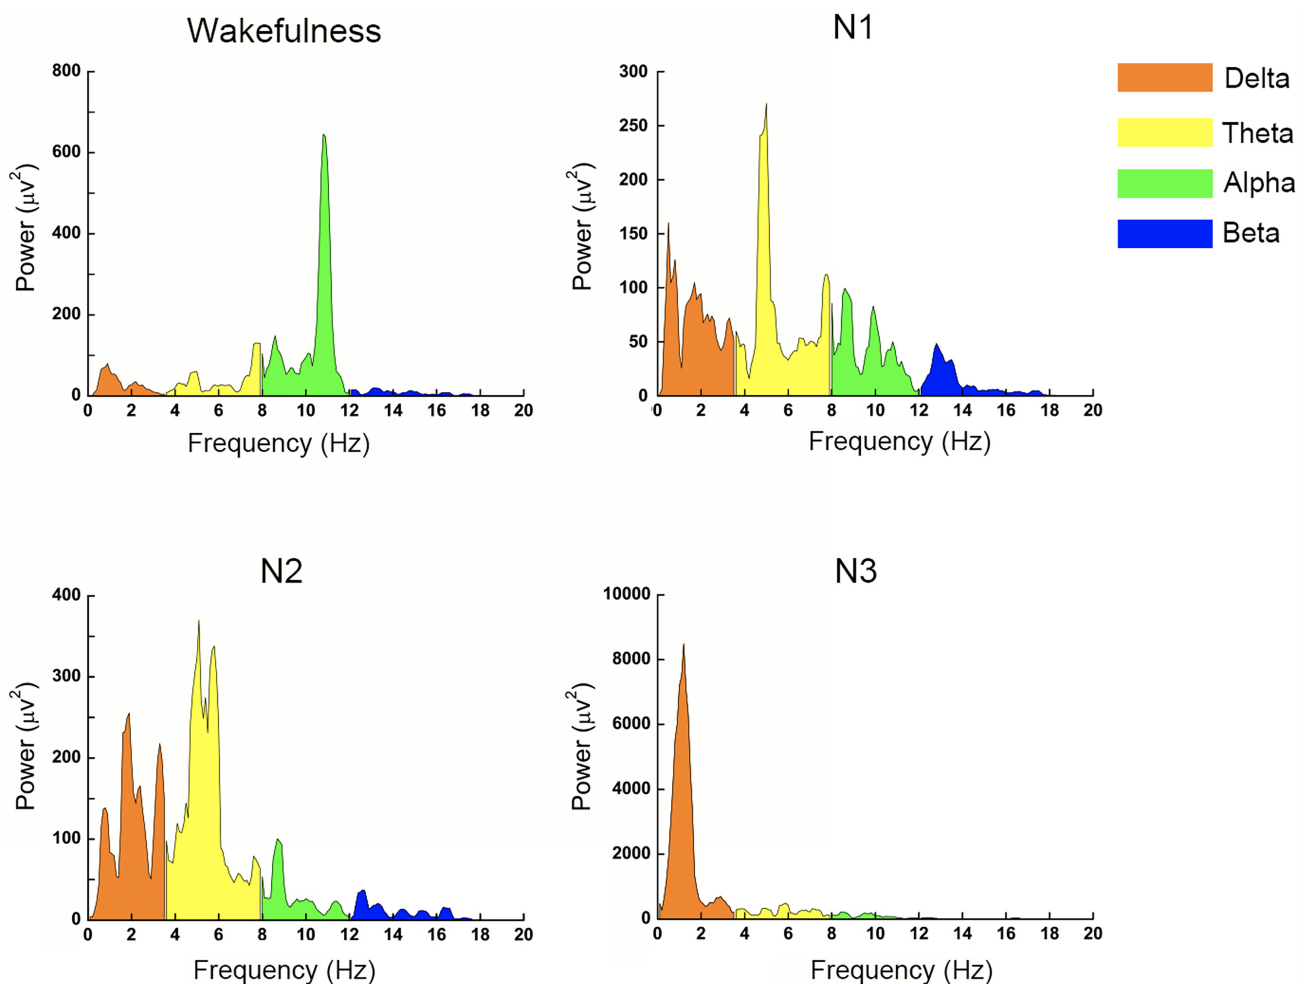 Wakefulness
800
600
400
200
0
0 2 4 6 8 10 12 14 16 18 20
Power (μv²)
Frequency (Hz)
N1
300
250
200
150
100
50
0
0 2 4 6 8 10 12 14 16 18 20
Power (μv²)
Frequency (Hz)
Delta
Theta
Alpha
Beta
N2
400
300
200
100
0
0 2 4 6 8 10 12 14 16 18 20
Power (μv²)
Frequency (Hz)
N3
10000
8000
6000
4000
2000
0
0 2 4 6 8 10 12 14 16 18 20
Power (μv²)
Frequency (Hz)